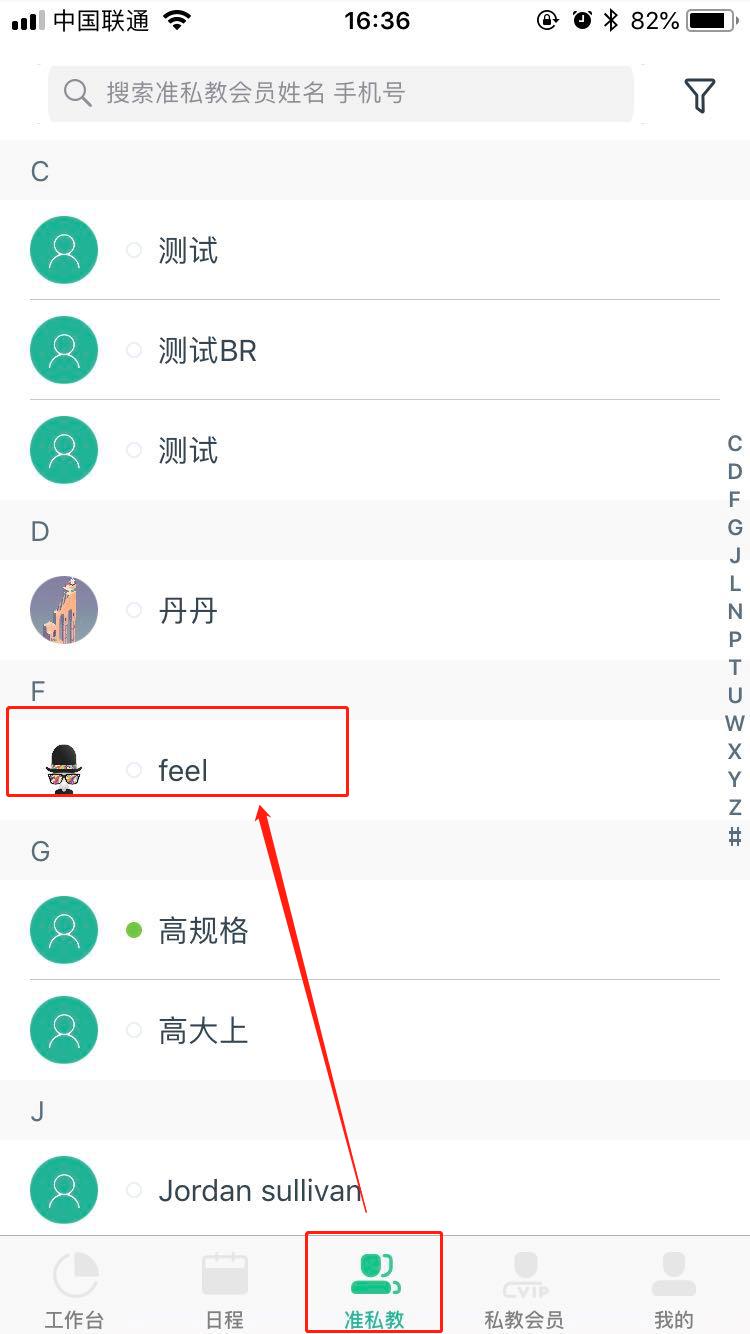 中国联通 16:36 82%
搜索准私教会员姓名 手机号
C
测试
测试BR
测试
D
丹丹
F
feel
G
高规格
高大上
J
Jordan sullivan
C
D
F
G
J
L
N
P
T
U
W
X
Y
Z
#
CVIP
工作台 日程 准私教 私教会员 我的